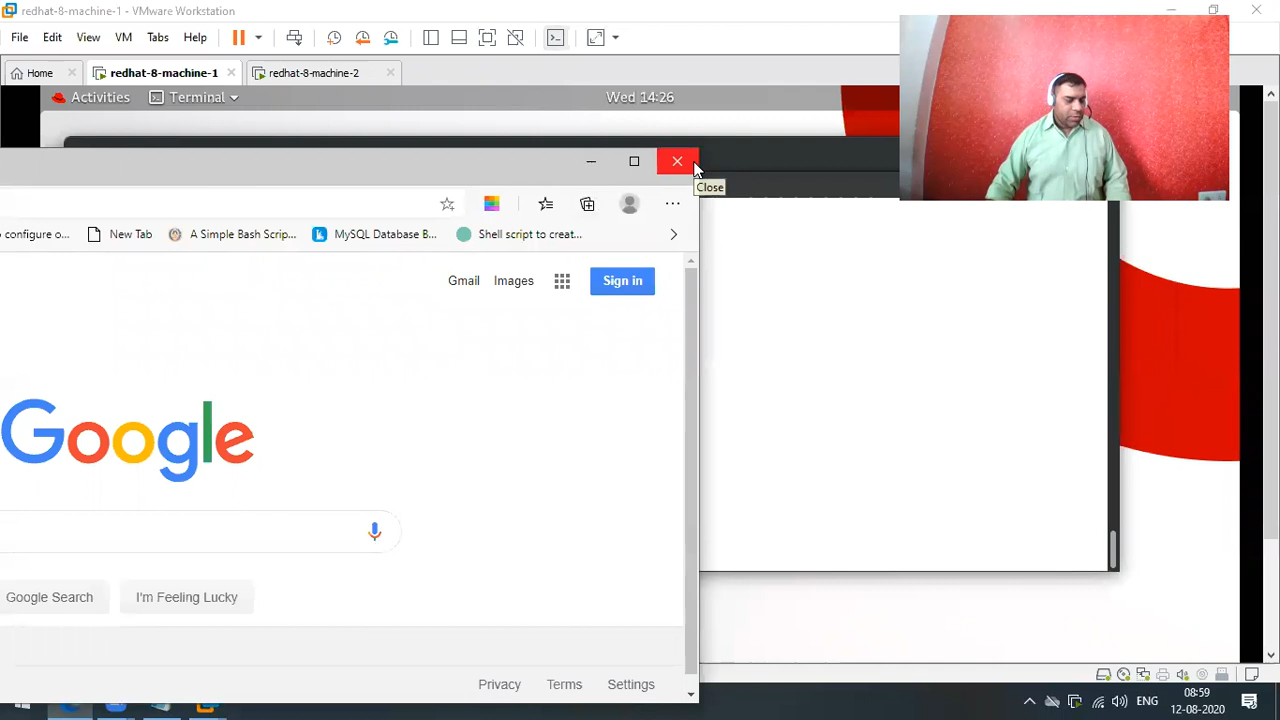 redhat-8-machine-1 - VMware Workstation
File Edit View VM Tabs Help
Home redhat-8-machine-1 redhat-8-machine-2
Activities Terminal Wed 14:26
Close
configure o... New Tab A Simple Bash Scrip... MySQL Database B... Shell script to creat...
Gmail Images Sign in
Google
Google Search I'm Feeling Lucky
Privacy Terms Settings
ENG 08:59
12-08-2020